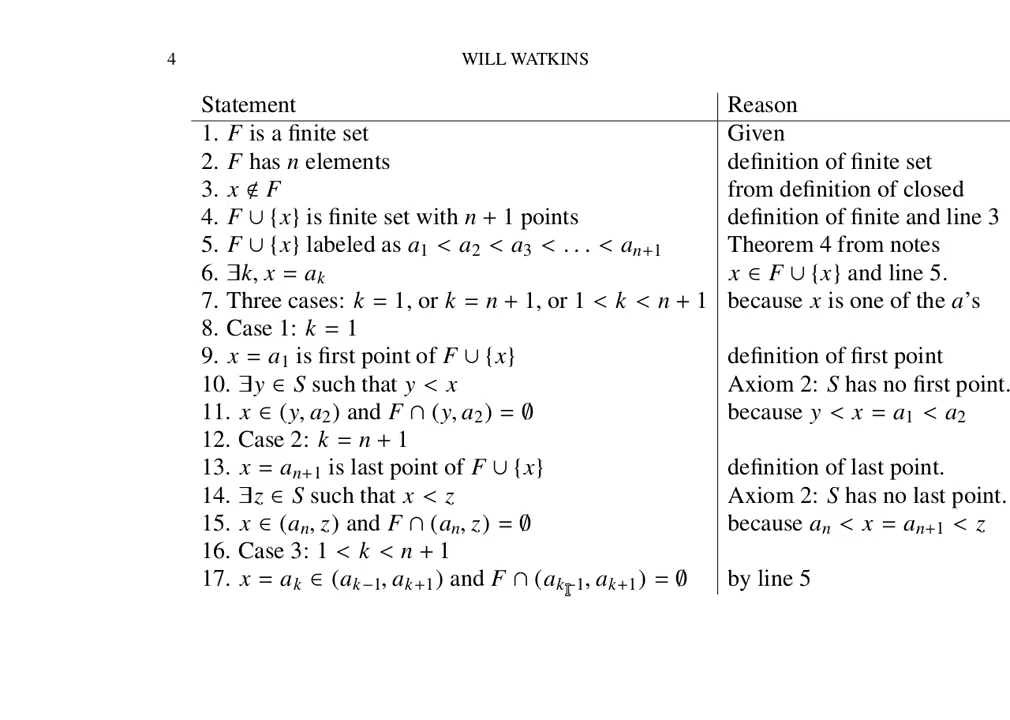 4 WILL WATKINS
Statement Reason
1. F is a finite set Given
2. F has n elements definition of finite set
3. x ∉ F from definition of closed
4. F ∪ {x} is finite set with n + 1 points definition of finite and line 3
5. F ∪ {x} labeled as a₁ < a₂ < a₃ < . . . < aₙ₊₁ Theorem 4 from notes
6. ∃k, x = aₖ x ∈ F ∪ {x} and line 5.
7. Three cases: k = 1, or k = n + 1, or 1 < k < n + 1 because x is one of the a’s
8. Case 1: k = 1
9. x = a₁ is first point of F ∪ {x} definition of first point
10. ∃y ∈ S such that y < x Axiom 2: S has no first point.
11. x ∈ (y, a₂) and F ∩ (y, a₂) = ∅ because y < x = a₁ < a₂
12. Case 2: k = n + 1
13. x = aₙ₊₁ is last point of F ∪ {x} definition of last point.
14. ∃z ∈ S such that x < z Axiom 2: S has no last point.
15. x ∈ (aₙ, z) and F ∩ (aₙ, z) = ∅ because aₙ < x = aₙ₊₁ < z
16. Case 3: 1 < k < n + 1
17. x = aₖ ∈ (aₖ₋₁, aₖ₊₁) and F ∩ (aₖ₋₁, aₖ₊₁) = ∅ by line 5